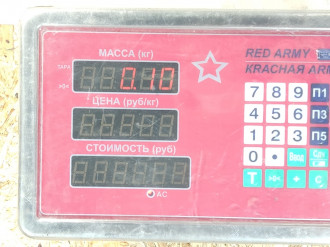 МАССА (кг)
0.10
ЦЕНА (руб/кг)
СТОИМОСТЬ (руб)
AC
RED ARMY
KRACHAЯ ARM
7 8 9 П1
4 5 6 П3
1 2 3 П5
0 •
T + C